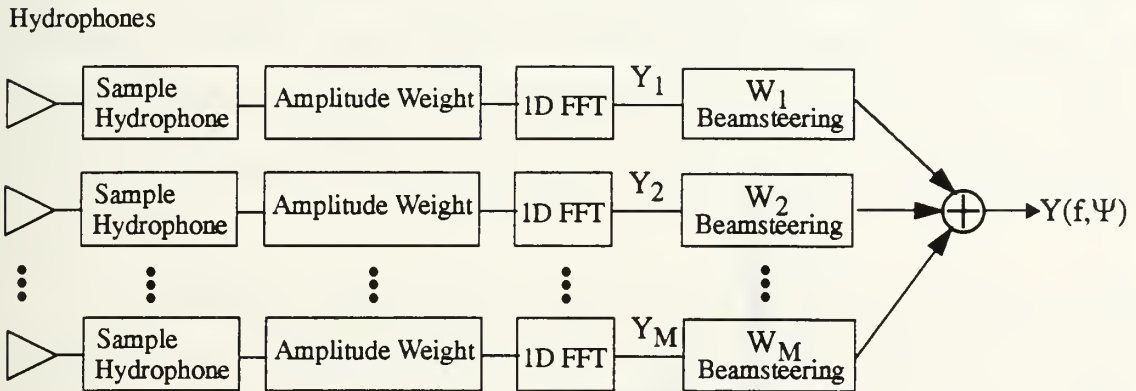 Hydrophones
Sample
Hydrophone
Amplitude Weight
1D FFT
Y1
W1
Beamsteering
Sample
Hydrophone
Amplitude Weight
1D FFT
Y2
W2
Beamsteering
Y(f,Ψ)
Sample
Hydrophone
Amplitude Weight
1D FFT
YM
WM
Beamsteering